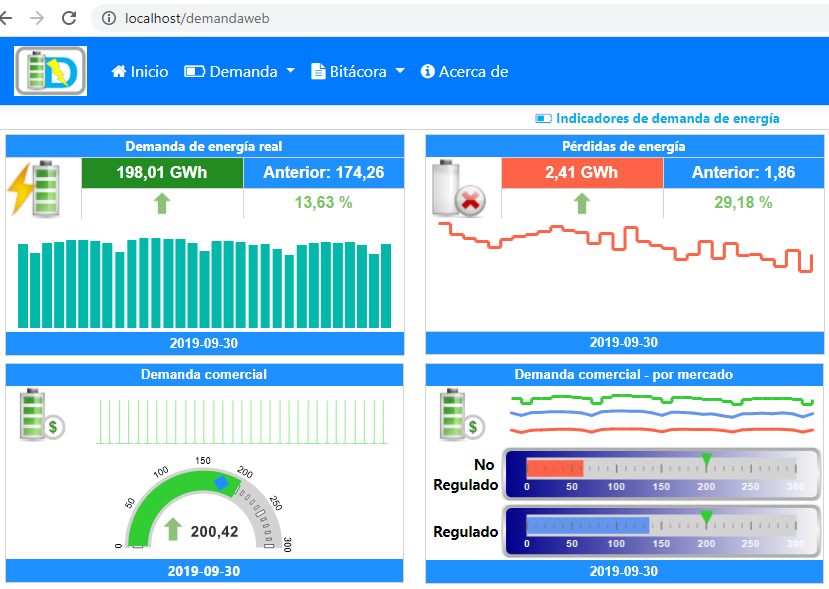 localhost/demandaweb
D
Inicio Demanda Bitácora Acerca de
Indicadores de demanda de energía
Demanda de energía real
198,01 GWh Anterior: 174,26
13,63 %
2019-09-30
Pérdidas de energía
2,41 GWh Anterior: 1,86
29,18 %
2019-09-30
Demanda comercial
$
0 50 100 150 200 250 300
200,42
2019-09-30
Demanda comercial - por mercado
$
No
Regulado
0 50 100 150 200 250 300
Regulado
0 50 100 150 200 250 300
2019-09-30